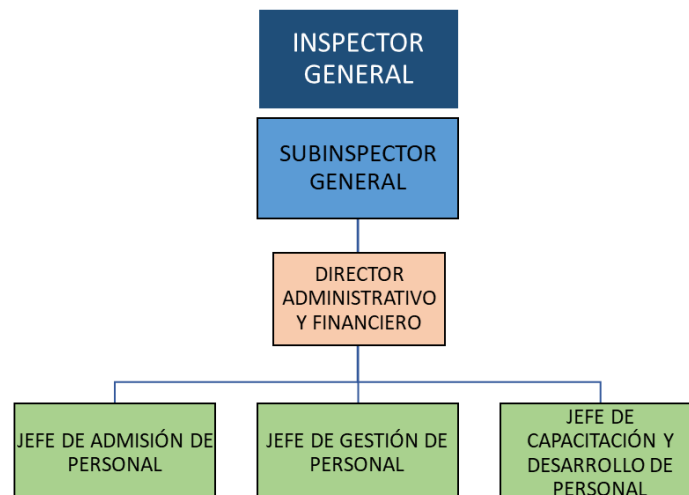 INSPECTOR
GENERAL
SUBINSPECTOR
GENERAL
DIRECTOR
ADMINISTRATIVO
Y FINANCIERO
JEFE DE ADMISIÓN DE
PERSONAL
JEFE DE GESTIÓN DE
PERSONAL
JEFE DE
CAPACITACIÓN Y
DESARROLLO DE
PERSONAL